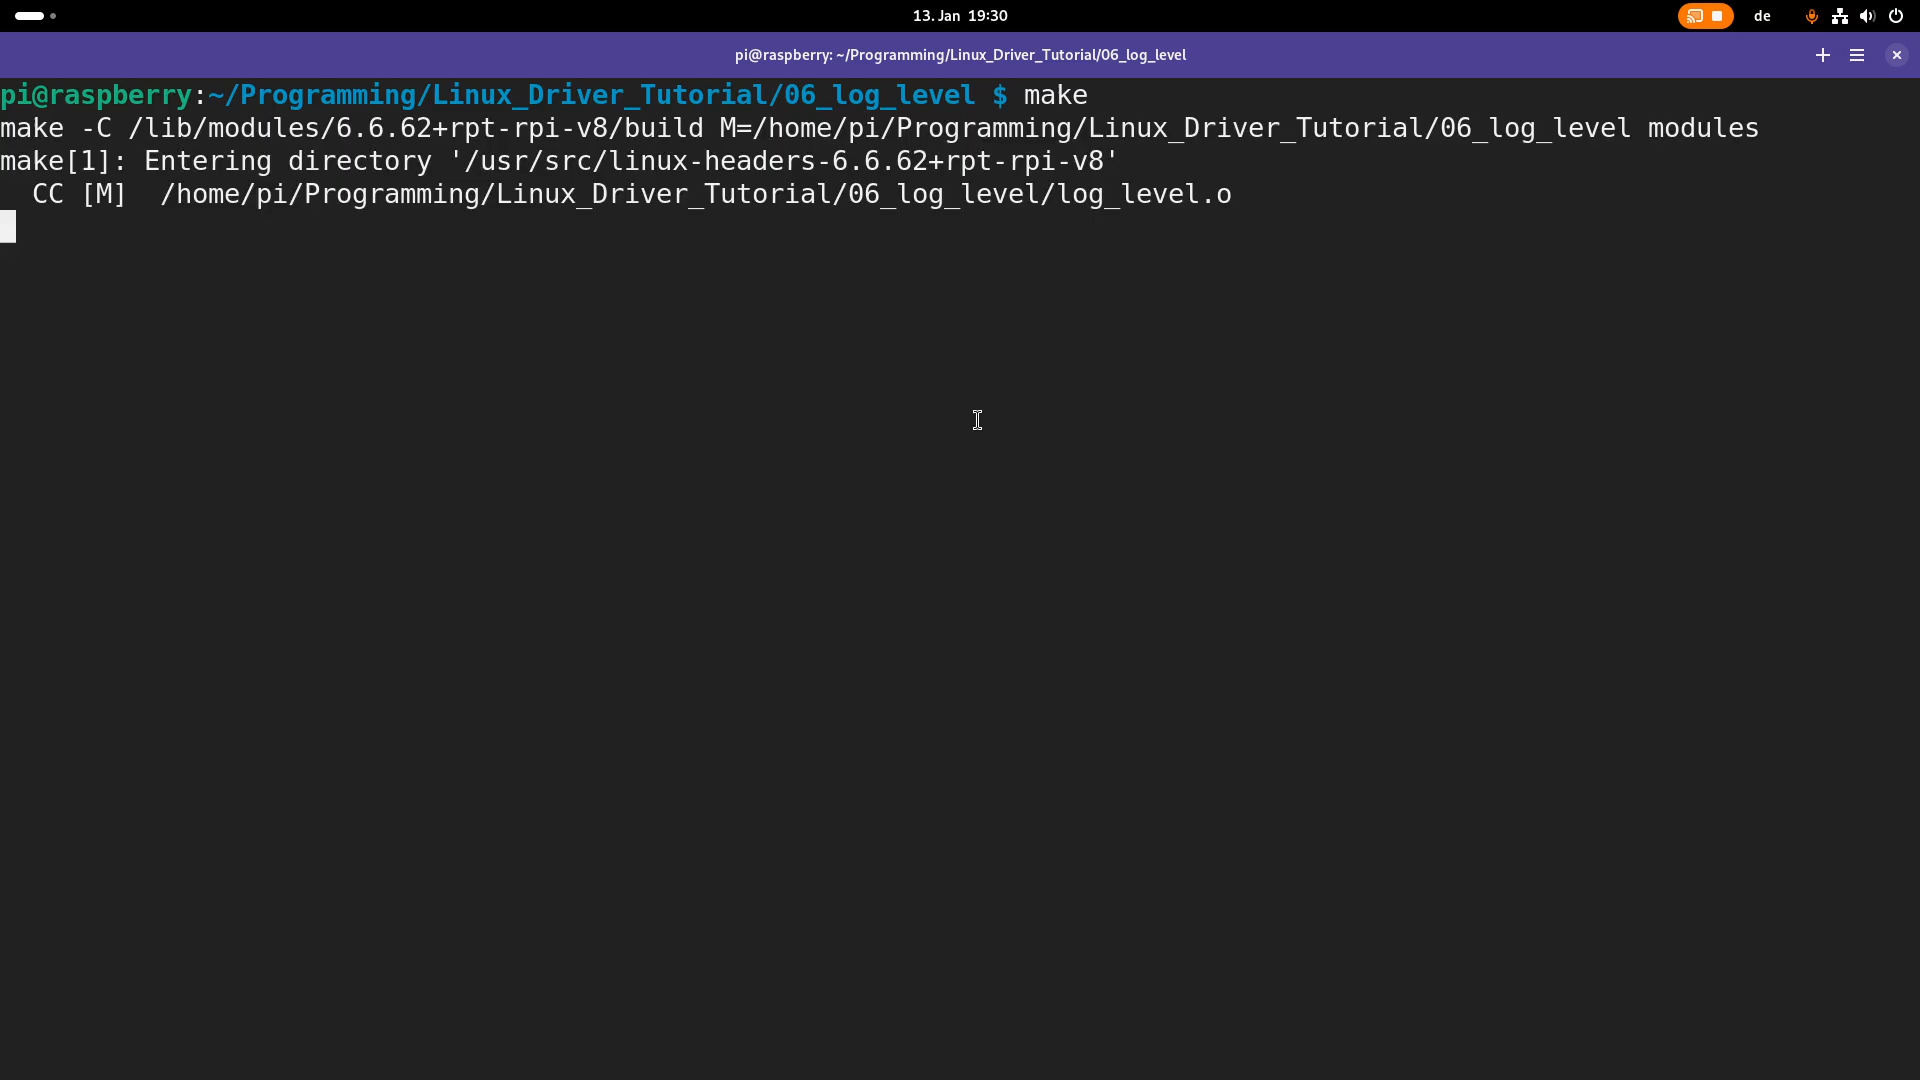 13. Jan 19:30
de
pi@raspberry: ~/Programming/Linux_Driver_Tutorial/06_log_level
pi@raspberry:~/Programming/Linux_Driver_Tutorial/06_log_level $ make
make -C /lib/modules/6.6.62+rpt-rpi-v8/build M=/home/pi/Programming/Linux_Driver_Tutorial/06_log_level modules
make[1]: Entering directory '/usr/src/linux-headers-6.6.62+rpt-rpi-v8'
  CC [M]  /home/pi/Programming/Linux_Driver_Tutorial/06_log_level/log_level.o